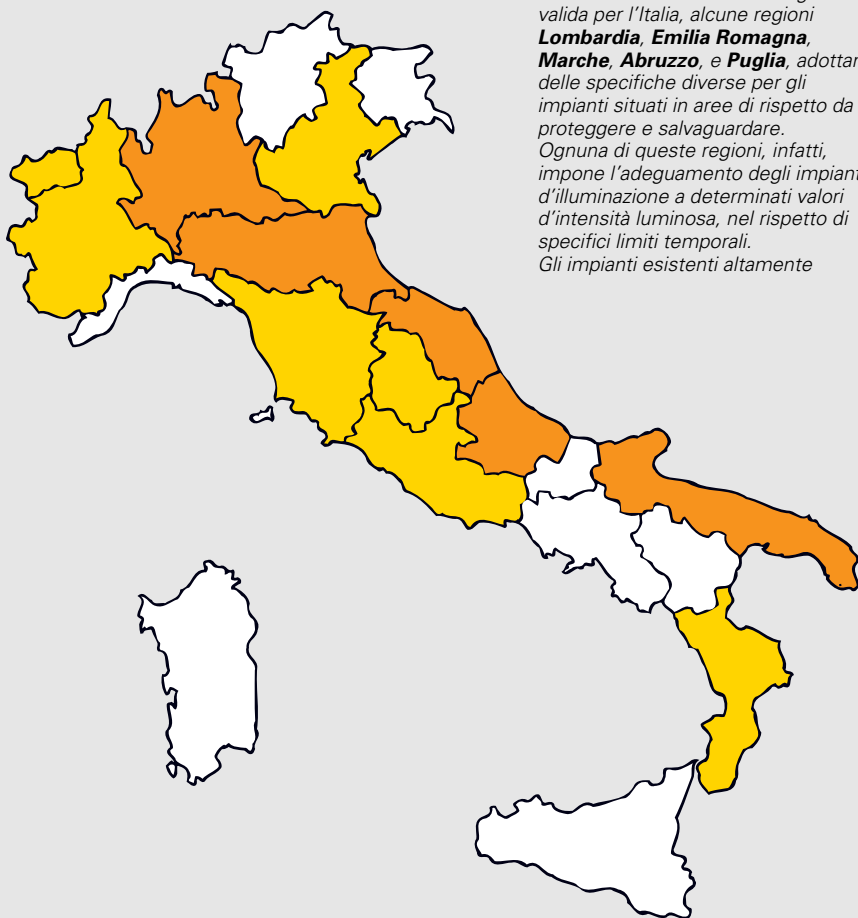 valida per l'Italia, alcune regioni
Lombardia, Emilia Romagna,
Marche, Abruzzo, e Puglia,
delle specifiche diverse per gli
impianti situati in aree di rispetto da
proteggere e salvaguardare.
Ognuna di queste regioni, infatti,
impone l'adeguamento degli
d'illuminazione a determinati valori
d'intensità luminosa, nel rispetto di
specifici limiti temporali.
Gli impianti esistenti altamente